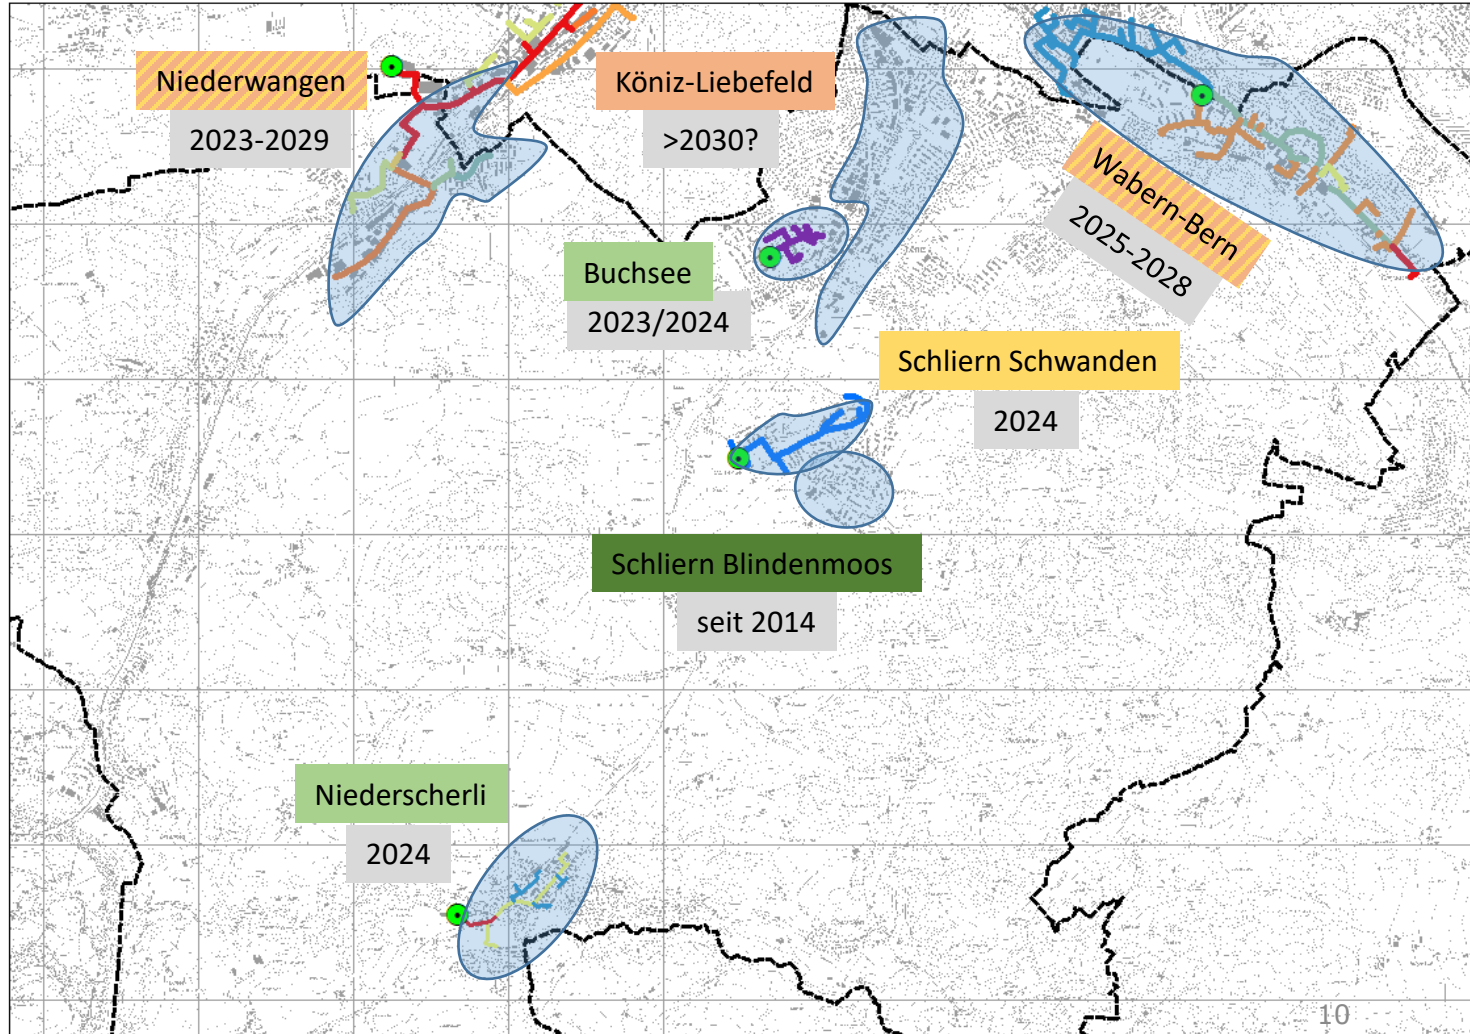 Niederwangen
2023-2029
Köniz-Liebefeld
>2030?
Wabern-Bern
2025-2028
Buchsee
2023/2024
Schliern Schwanden
2024
Schliern Blindenmoos
seit 2014
Niederscherli
2024
10